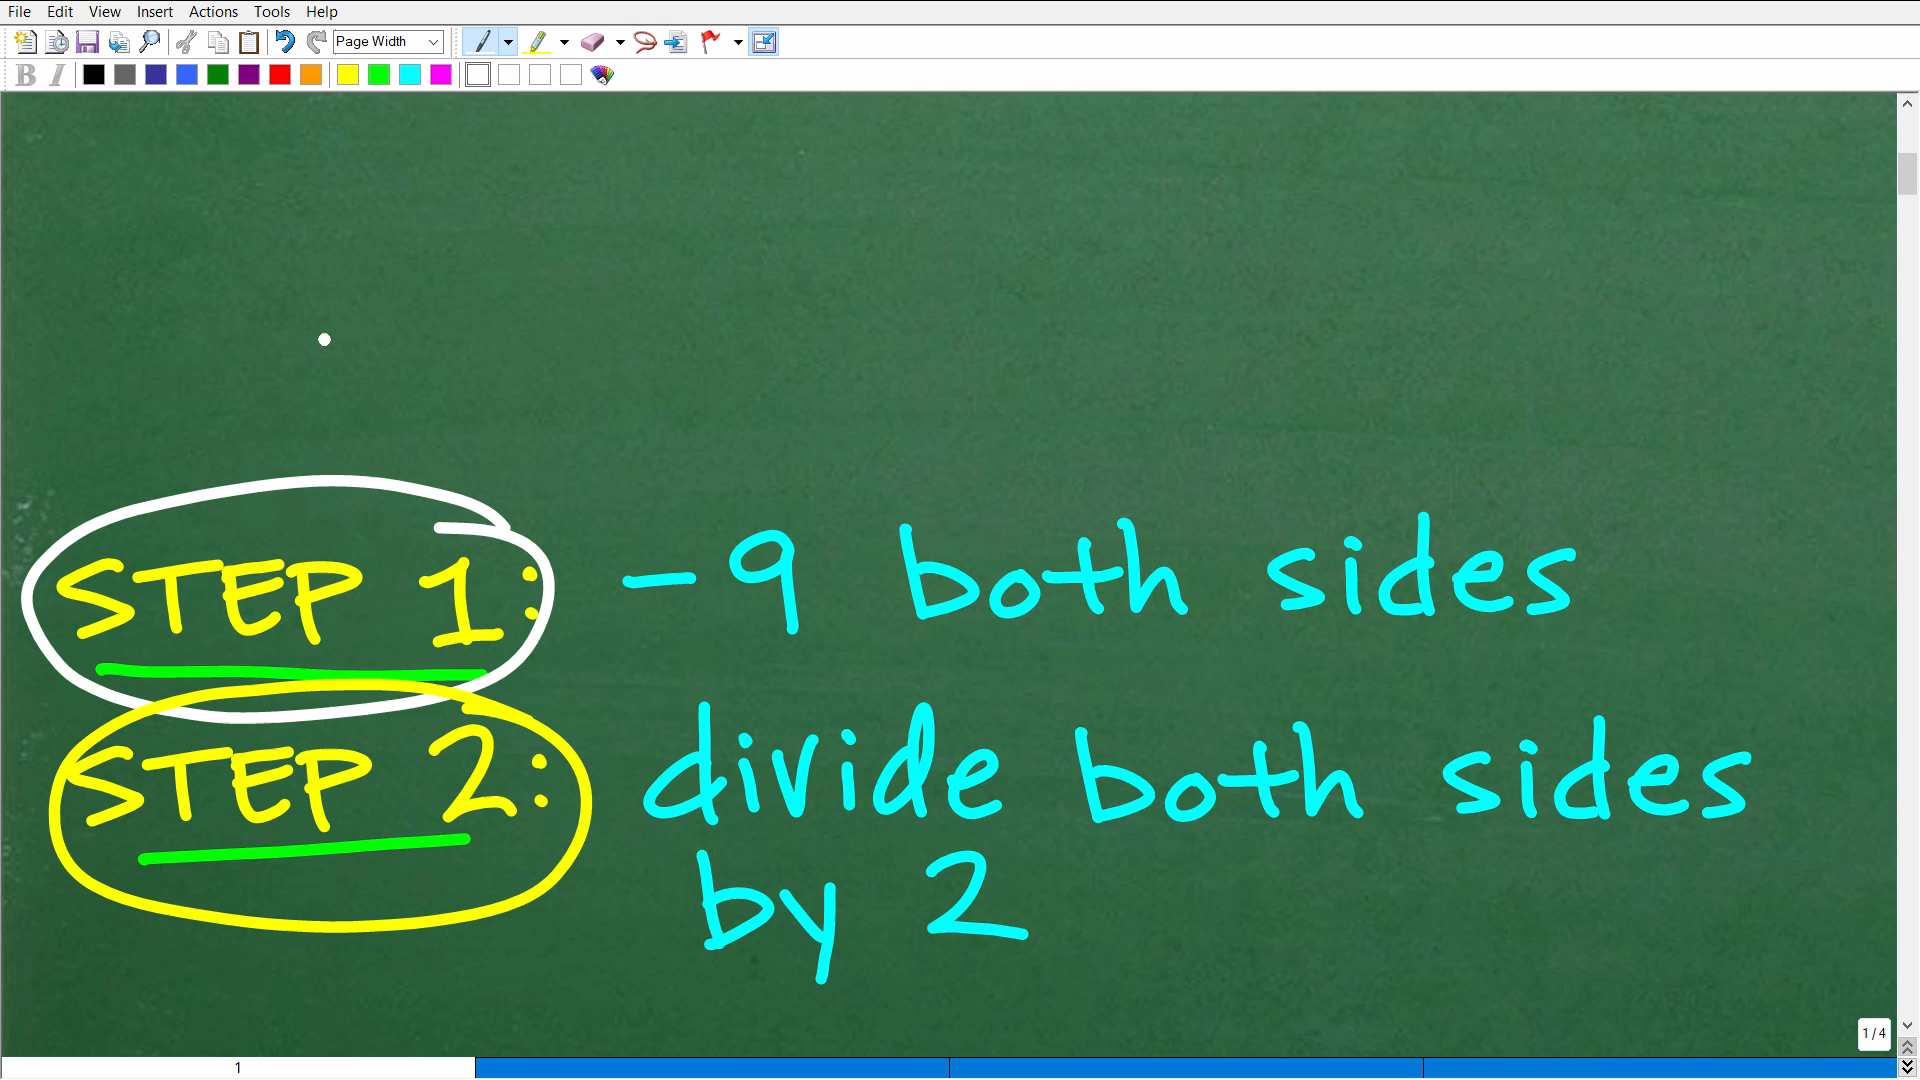 File Edit View Insert Actions Tools Help
Page Width
B I
STEP 1: -9 both sides
STEP 2: divide both sides
by 2
1 / 4
1